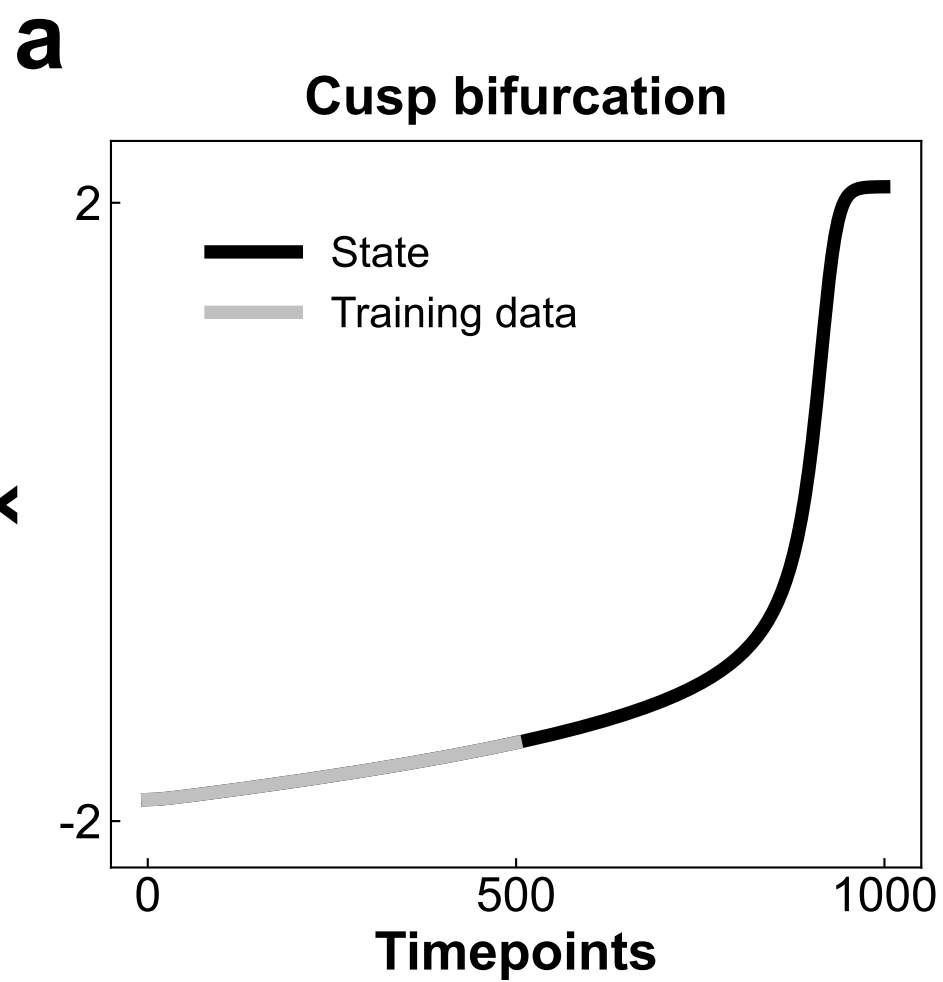 a
Cusp bifurcation
2
State
Training data
-2
0 500 1000
Timepoints